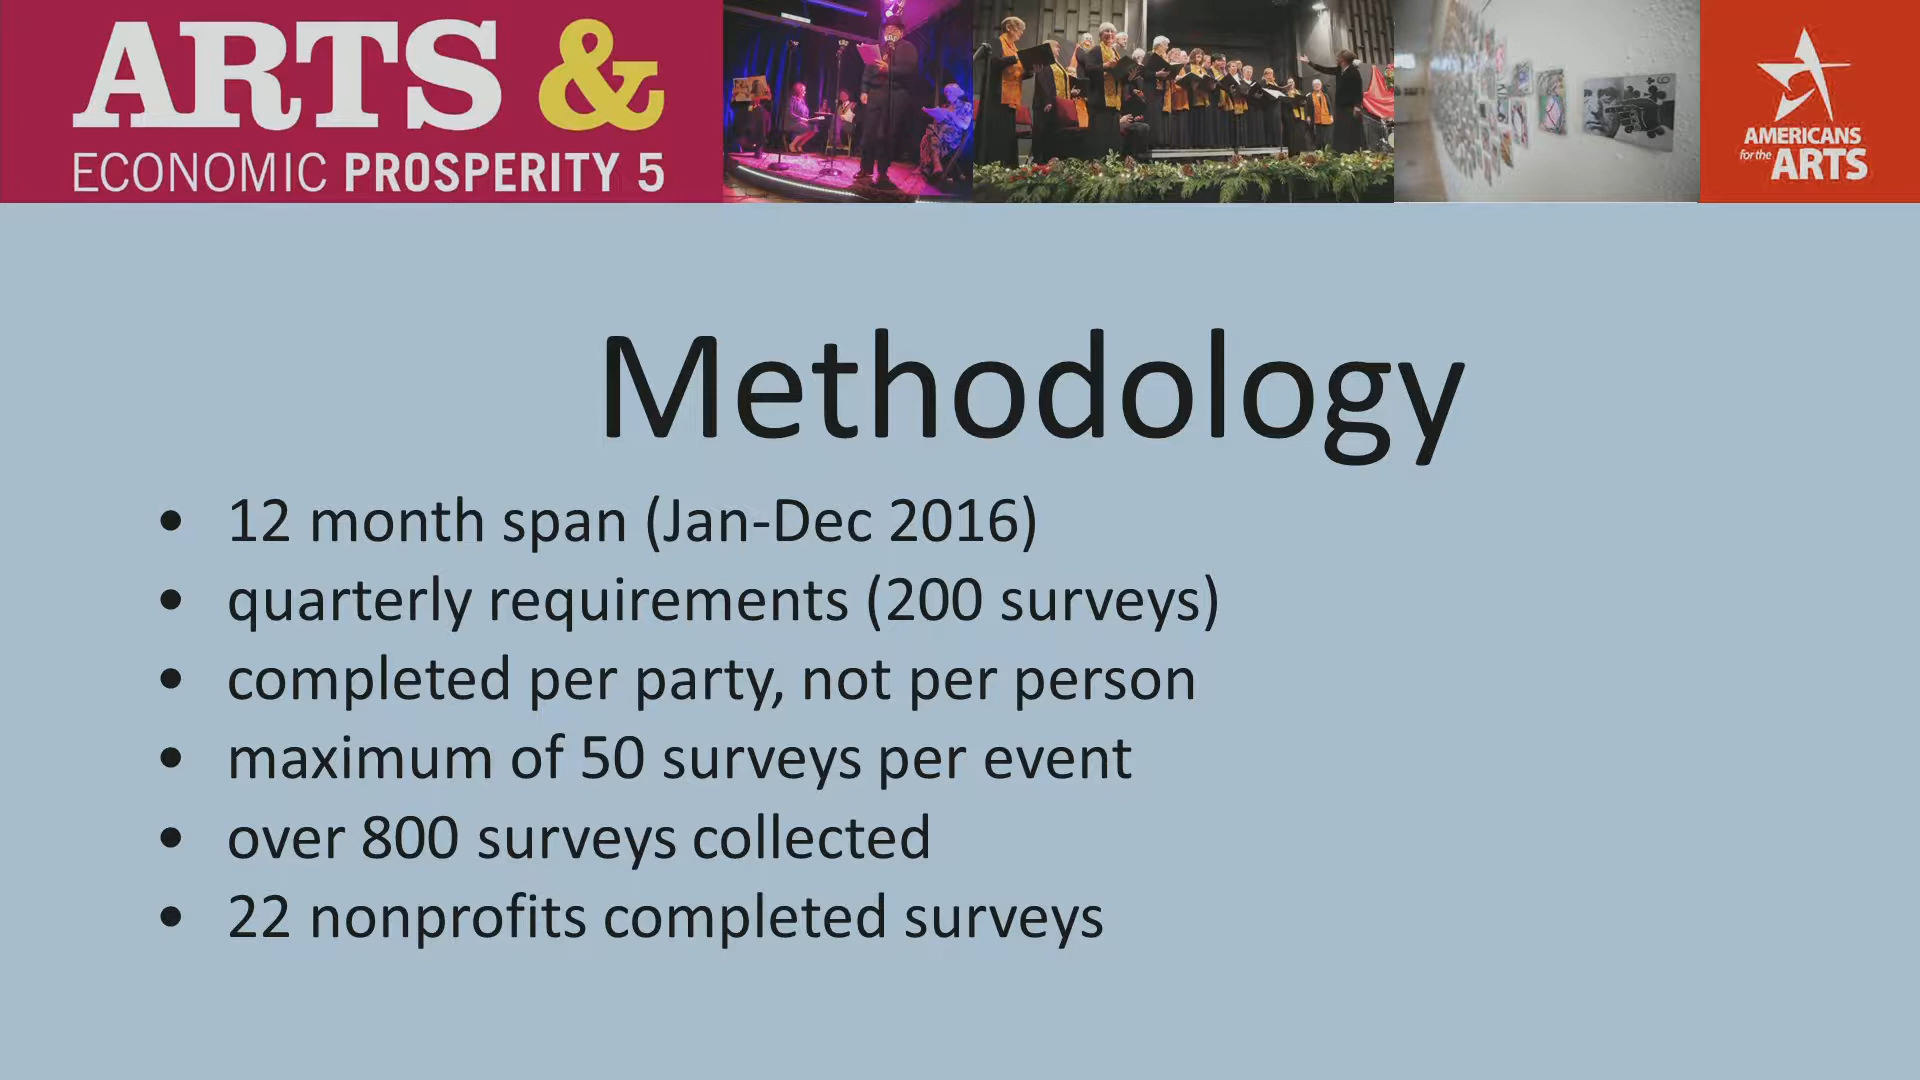 ARTS &
ECONOMIC PROSPERITY 5
AMERICANS
for the ARTS
Methodology
• 12 month span (Jan-Dec 2016)
• quarterly requirements (200 surveys)
• completed per party, not per person
• maximum of 50 surveys per event
• over 800 surveys collected
• 22 nonprofits completed surveys